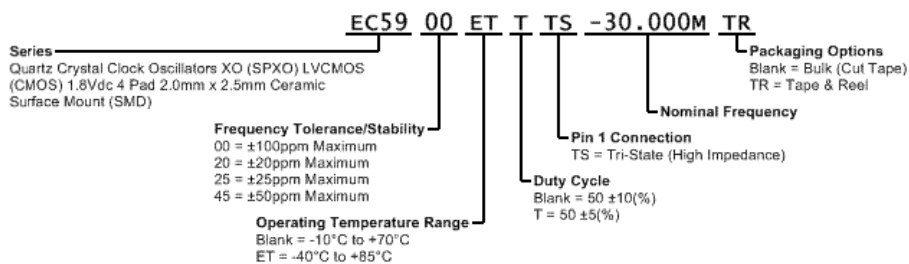 EC59 00 ET T TS -30.000M TR
Series
Quartz Crystal Clock Oscillators XO (SPXO) LVCMOS
(CMOS) 1.8Vdc 4 Pad 2.0mm x 2.5mm Ceramic
Surface Mount (SMD)
Packaging Options
Blank = Bulk (Cut Tape)
TR = Tape & Reel
Nominal Frequency
Frequency Tolerance/Stability
00 = ±100ppm Maximum
20 = ±20ppm Maximum
25 = ±25ppm Maximum
45 = ±50ppm Maximum
Pin 1 Connection
TS = Tri-State (High Impedance)
Duty Cycle
Blank = 50 ±10(%)
T = 50 ±5(%)
Operating Temperature Range
Blank = -10°C to +70°C
ET = -40°C to +85°C